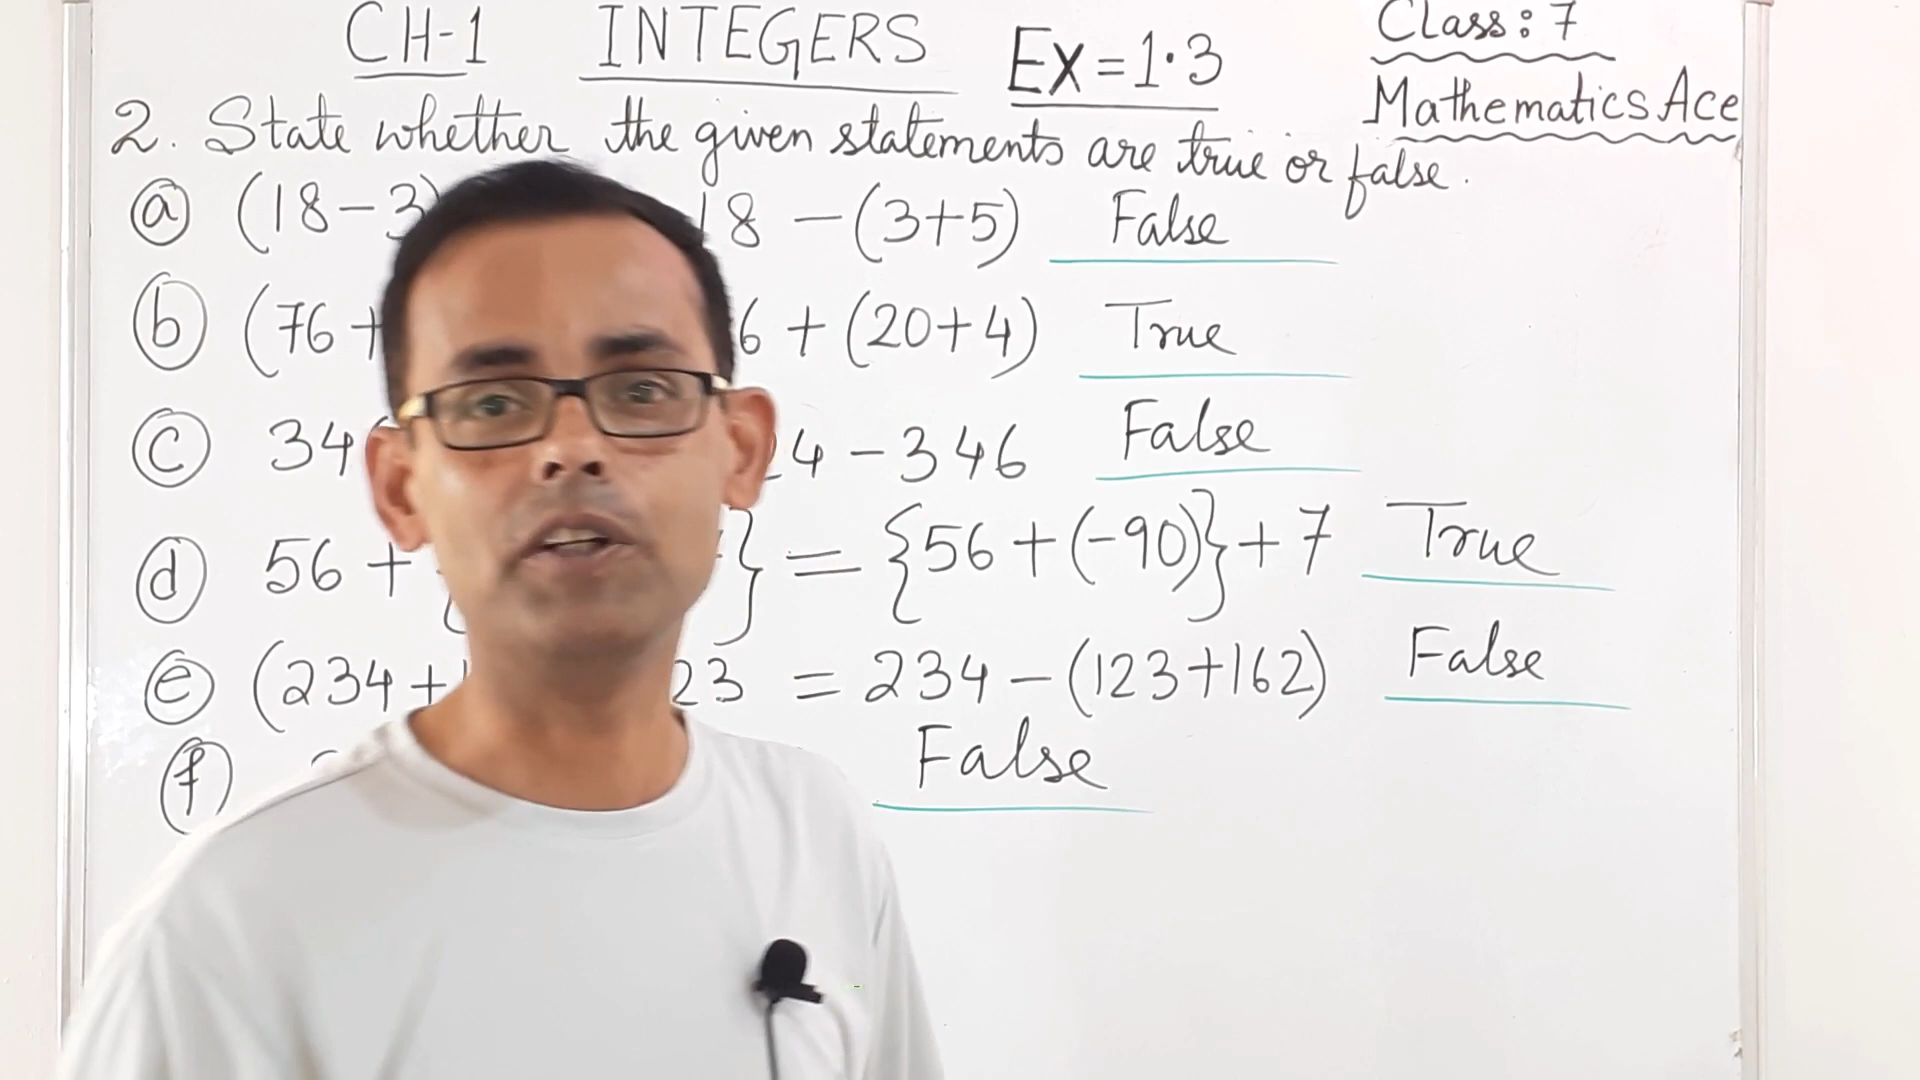 CH-1 INTEGERS EX=1.3 Class: 7
Mathematics Ace
2. State whether the given statements are true or false.
(a) (18-3) 18 - (3+5) False
(b) (76+ 6 + (20+4) True
(c) 34 4 - 346 False
(d) 56 + } = {56 + (-90)} + 7 True
(e) (234+ 23 = 234 - (123+162) False
(f) False